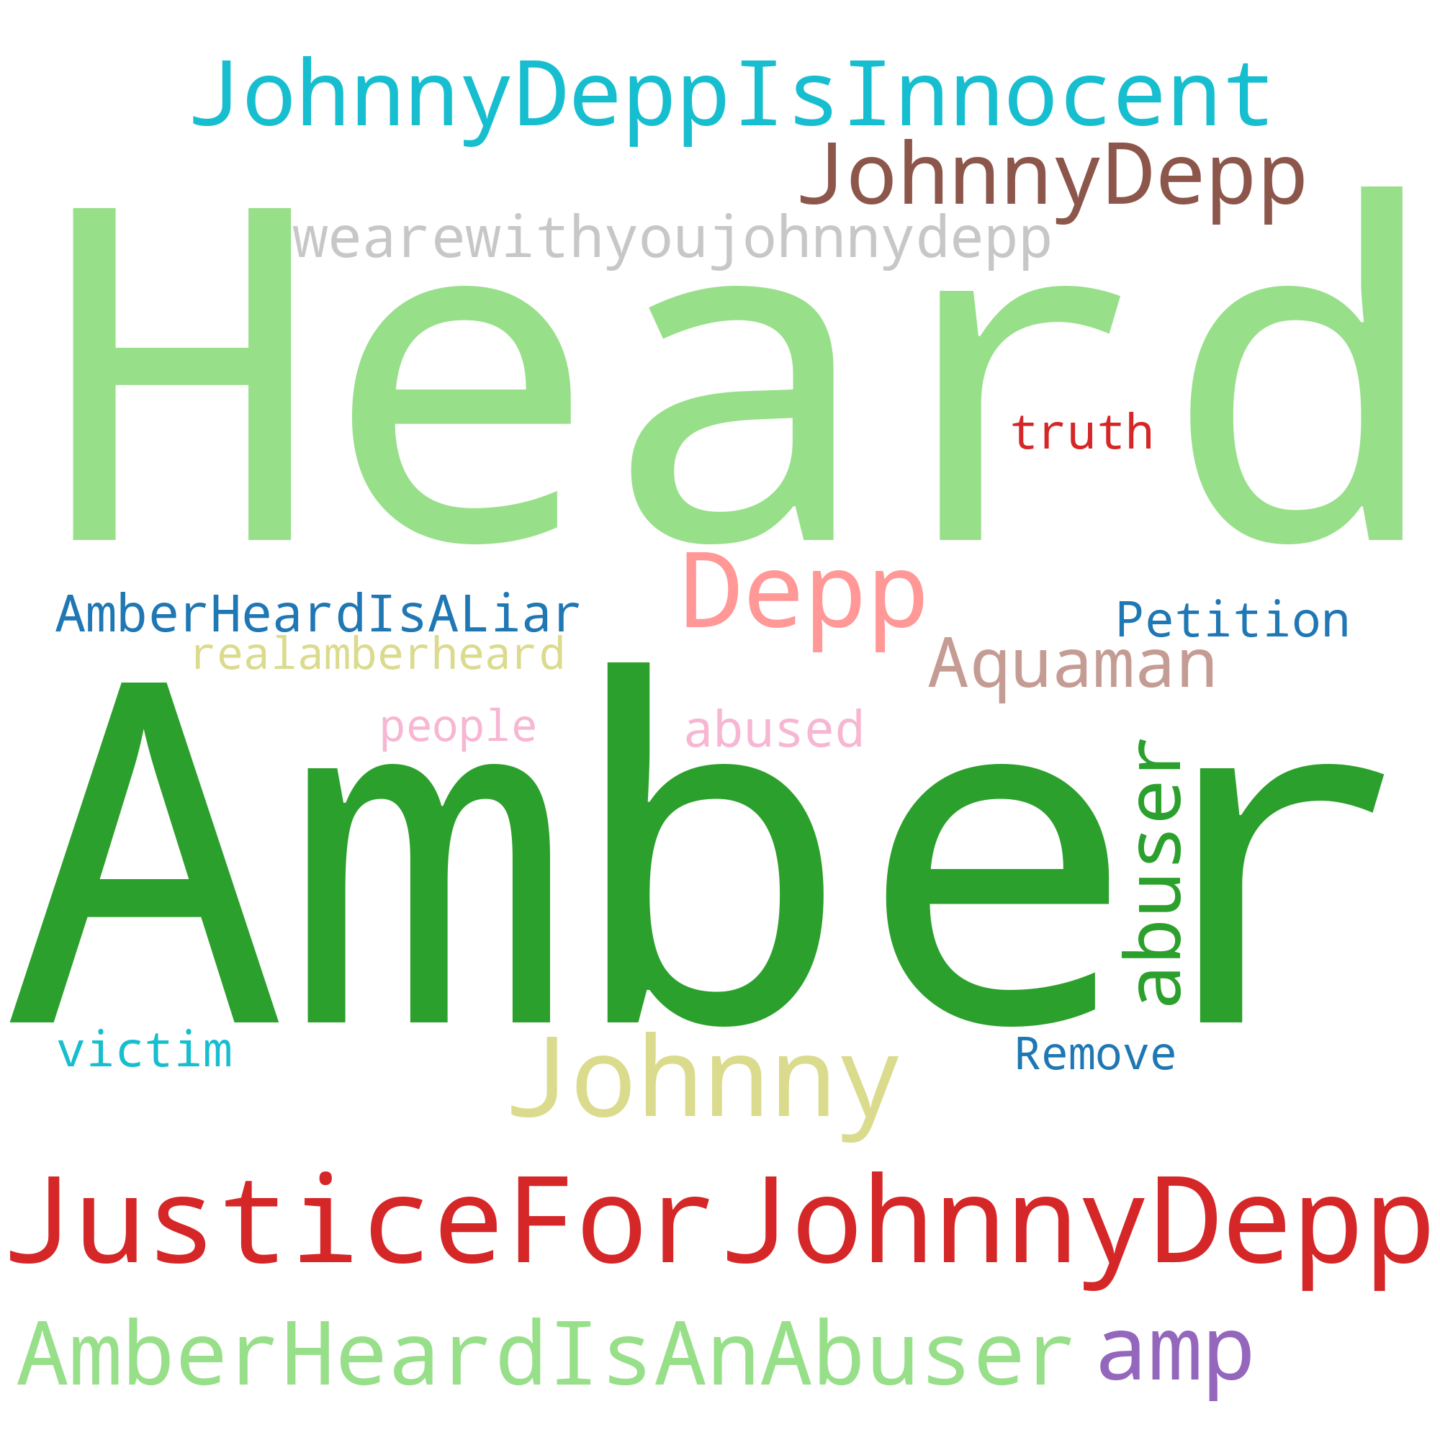 JohnnyDeppIsInnocent
JohnnyDepp
wearewithyoujohnnydepp
Heard
truth
Depp
AmberHeardIsALiar
Petition
realamberheard
Aquaman
people
abused
Amber
abuser
victim
Johnny
Remove
JusticeForJohnnyDepp
AmberHeardIsAnAbuser
amp